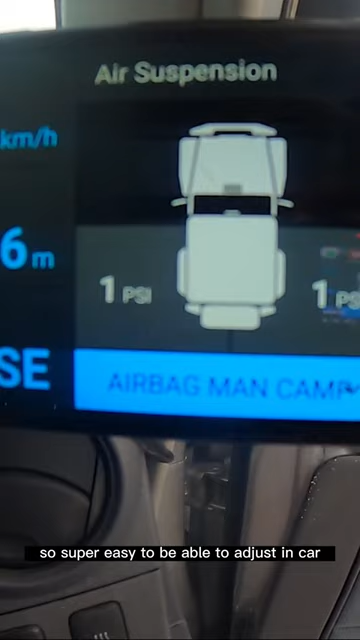 Air Suspension
km/h
6m
1 PSI
1 PS
SE
AIRBAG MAN CAMP
so super easy to be able to adjust in car